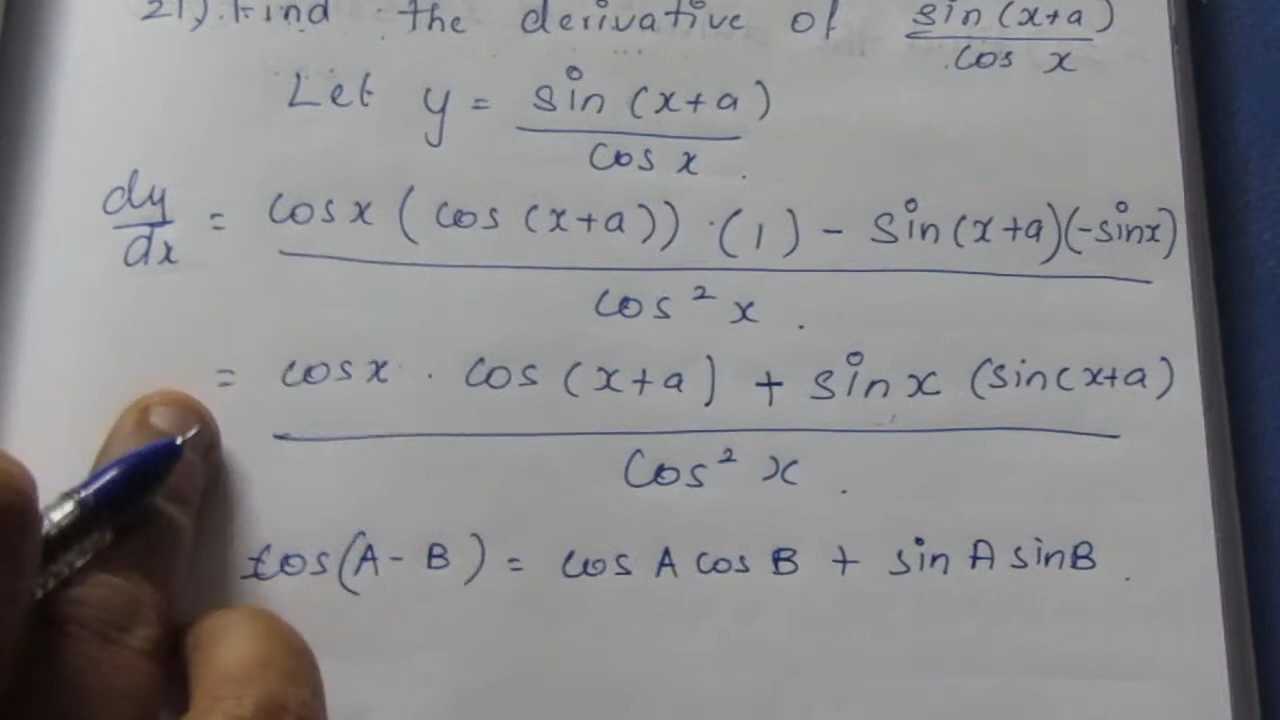 21). Find the derivative of sin (x+a) / cos x
Let y = sin (x+a) / cos x .
dy/dx = cos x ( cos (x+a)) · (1) - sin (x+a)(-sinx) / cos² x .
= cos x . cos (x+a) + sin x (sin(x+a) / cos² x .
cos(A - B) = cos A cos B + sin A sin B .